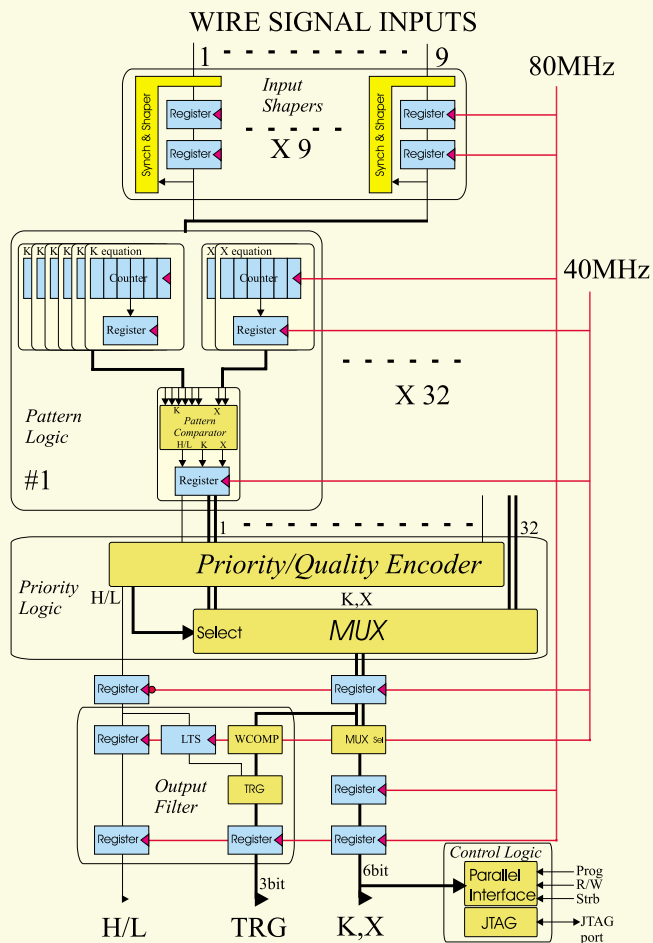 WIRE SIGNAL INPUTS
1 9
80MHz
Synch & Shaper
Input
Shapers
Synch & Shaper
Register
Register
X 9
Register
Register
K K K K K K equation
X X equation
Counter
Counter
40MHz
Register
Register
X 32
K X
Pattern
Comparator
H/L K X
Pattern
Logic
#1
Register
1 32
Priority/Quality Encoder
Priority
Logic
H/L
K,X
Select MUX
Register
Register
Register
LTS
WCOMP
MUX Sel
Output
Filter
TRG
Register
Register
Register
Register
3bit
6bit
Control Logic
Parallel
Interface
Prog
R/W
Strb
JTAG
JTAG
port
H/L TRG K,X